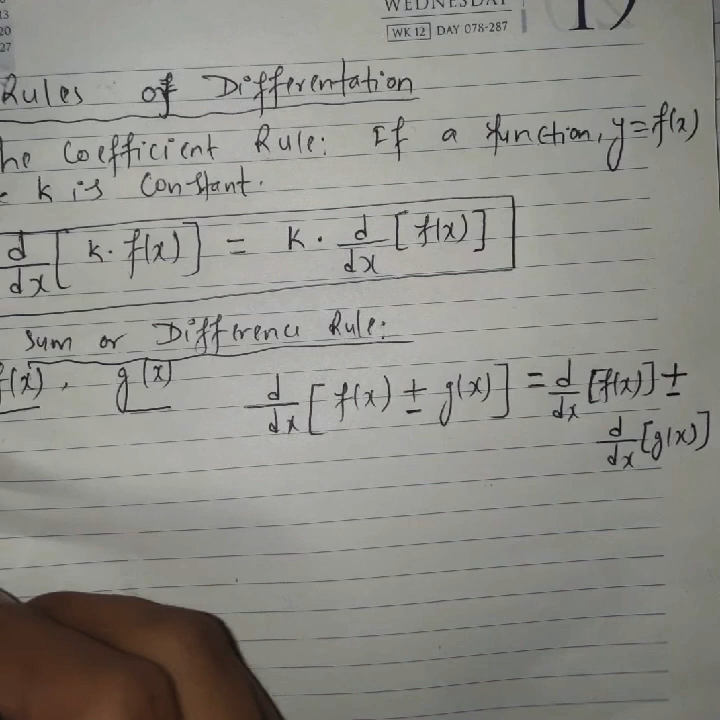 13
20
27
WEDNESDAY
WK 12 DAY 078-287
Rules of Differentation
he Coefficient Rule: If a function, y=f(x)
k is constant.
d/dx [k. f(x)] = k. d/dx [f(x)]
Sum or Difference Rule:
f(x), g(x) d/dx [f(x) ± g(x)] = d/dx [f(x)] ±
d/dx [g(x)]